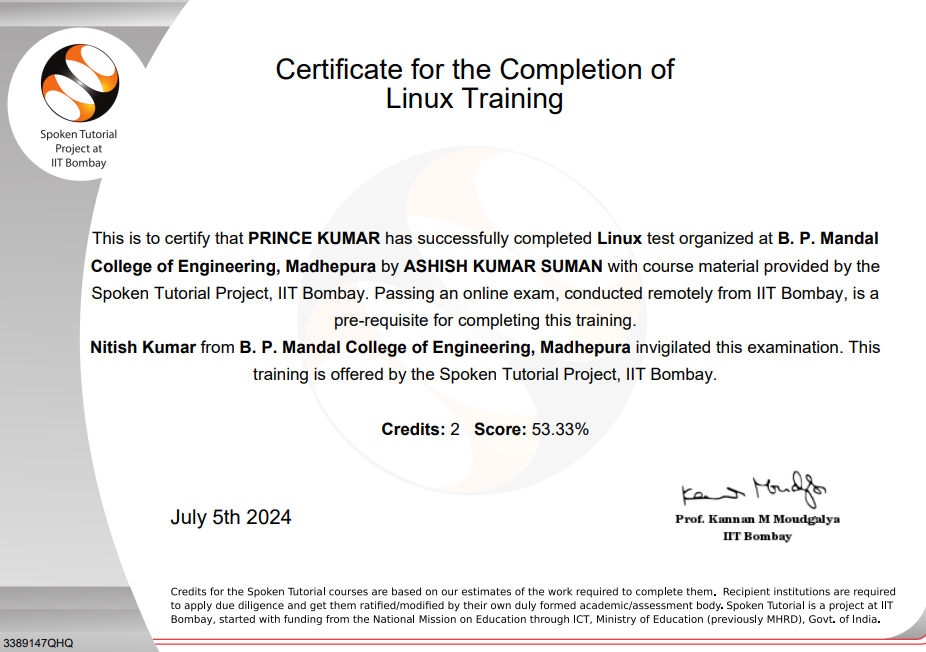 Spoken Tutorial
Project at
IIT Bombay
Certificate for the Completion of
Linux Training
This is to certify that PRINCE KUMAR has successfully completed Linux test organized at B. P. Mandal
College of Engineering, Madhepura by ASHISH KUMAR SUMAN with course material provided by the
Spoken Tutorial Project, IIT Bombay. Passing an online exam, conducted remotely from IIT Bombay, is a
pre-requisite for completing this training.
Nitish Kumar from B. P. Mandal College of Engineering, Madhepura invigilated this examination. This
training is offered by the Spoken Tutorial Project, IIT Bombay.
Credits: 2 Score: 53.33%
July 5th 2024
Prof. Kannan M Moudgalya
IIT Bombay
Credits for the Spoken Tutorial courses are based on our estimates of the work required to complete them. Recipient institutions are required
to apply due diligence and get them ratified/modified by their own duly formed academic/assessment body. Spoken Tutorial is a project at IIT
Bombay, started with funding from the National Mission on Education through ICT, Ministry of Education (previously MHRD), Govt. of India.
3389147QHQ